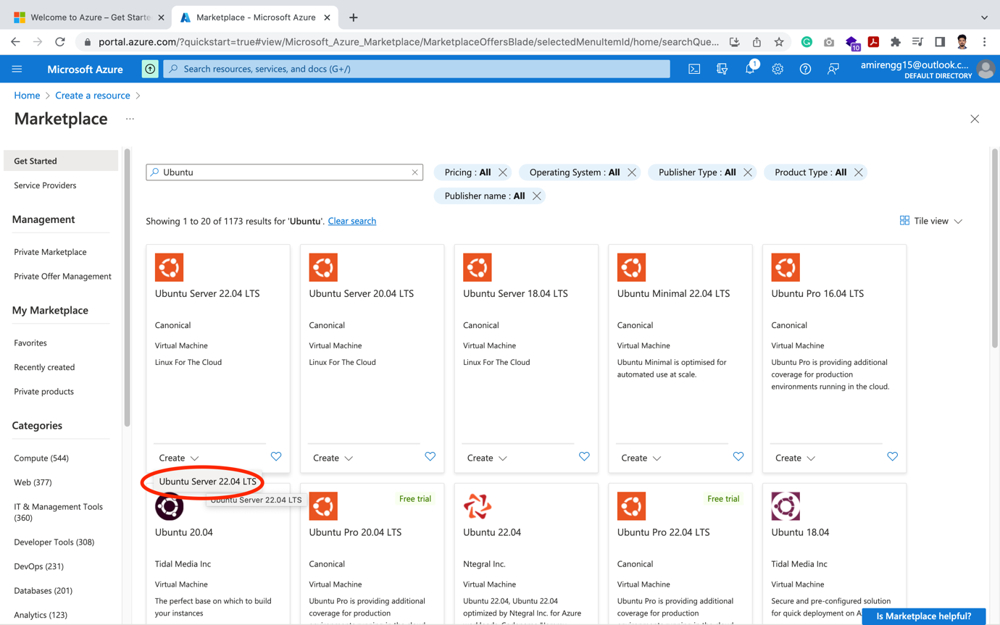 Welcome to Azure – Get Starte
Marketplace - Microsoft Azure
portal.azure.com/?quickstart=true#view/Microsoft_Azure_Marketplace/MarketplaceOffersBlade/selectedMenuItemId/home/searchQue...
10
Microsoft Azure
Search resources, services, and docs (G+/)
1
amirengg15@outlook.c...
DEFAULT DIRECTORY
Home > Create a resource >
Marketplace ...
Get Started
Service Providers
Management
Private Marketplace
Private Offer Management
My Marketplace
Favorites
Recently created
Private products
Categories
Compute (544)
Web (377)
IT & Management Tools
(360)
Developer Tools (308)
DevOps (231)
Databases (201)
Analytics (123)
Ubuntu
Pricing : All
Operating System : All
Publisher Type : All
Product Type : All
Publisher name : All
Showing 1 to 20 of 1173 results for 'Ubuntu'. Clear search
Tile view
Ubuntu Server 22.04 LTS
Canonical
Virtual Machine
Linux For The Cloud
Create
Ubuntu Server 22.04 LTS
Ubuntu Server 22.04 LTS
Ubuntu Server 20.04 LTS
Canonical
Virtual Machine
Linux For The Cloud
Create
Ubuntu Server 18.04 LTS
Canonical
Virtual Machine
Linux For The Cloud
Create
Ubuntu Minimal 22.04 LTS
Canonical
Virtual Machine
Ubuntu Minimal is optimised for
automated use at scale.
Create
Ubuntu Pro 16.04 LTS
Canonical
Virtual Machine
Ubuntu Pro is providing additional
coverage for production
environments running in the cloud.
Create
Ubuntu 20.04
Tidal Media Inc
Virtual Machine
The perfect base on which to build
your instances
Free trial
Ubuntu Pro 20.04 LTS
Canonical
Virtual Machine
Ubuntu Pro is providing additional
coverage for production
Ubuntu 22.04
Ntegral Inc.
Virtual Machine
Ubuntu 22.04, Ubuntu 22.04
optimized by Ntegral Inc. for Azure
Free trial
Ubuntu Pro 22.04 LTS
Canonical
Virtual Machine
Ubuntu Pro is providing additional
coverage for production
Ubuntu 18.04
Tidal Media Inc
Virtual Machine
Secure and pre-configured solution
for quick deployment on
Is Marketplace helpful?